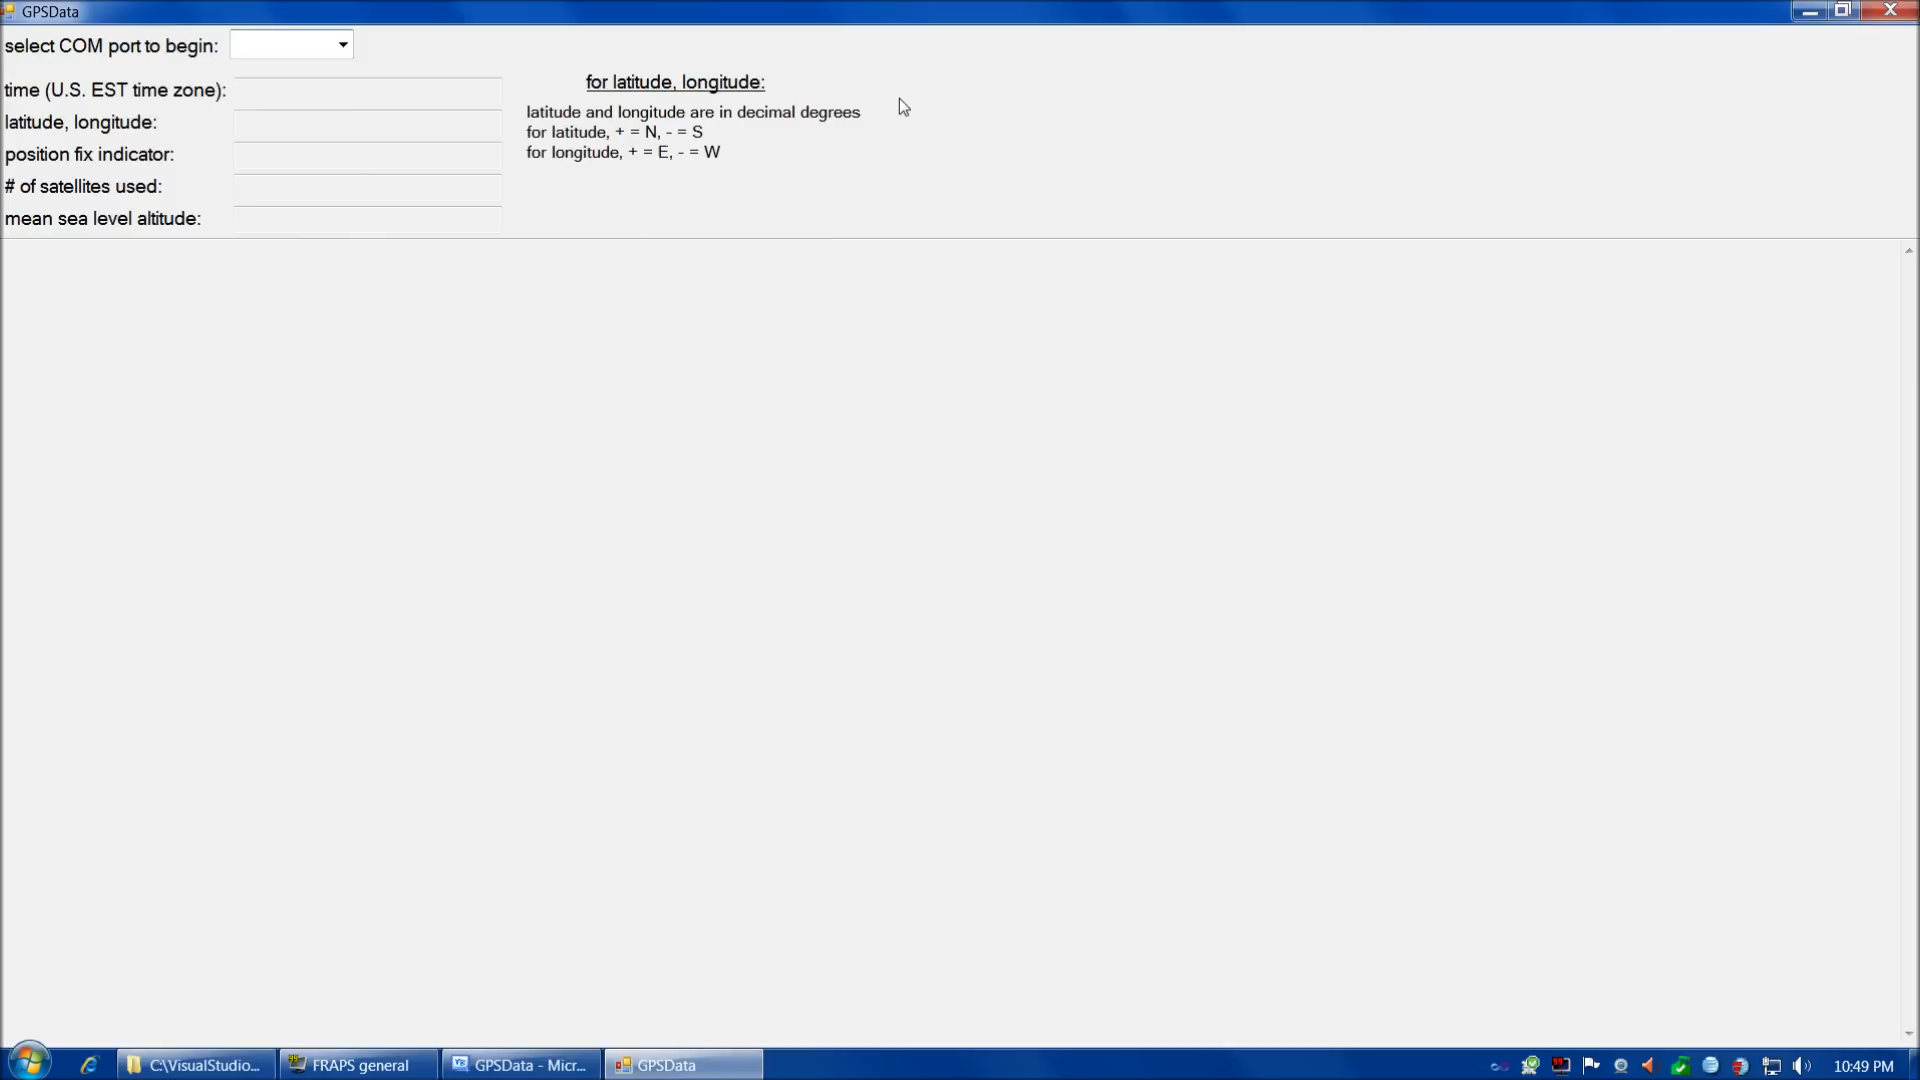 GPSData
select COM port to begin:
time (U.S. EST time zone):
latitude, longitude:
position fix indicator:
# of satellites used:
mean sea level altitude:
for latitude, longitude:
latitude and longitude are in decimal degrees
for latitude, + = N, - = S
for longitude, + = E, - = W
C:\VisualStudio...
FRAPS general
GPSData - Micr...
GPSData
10:49 PM